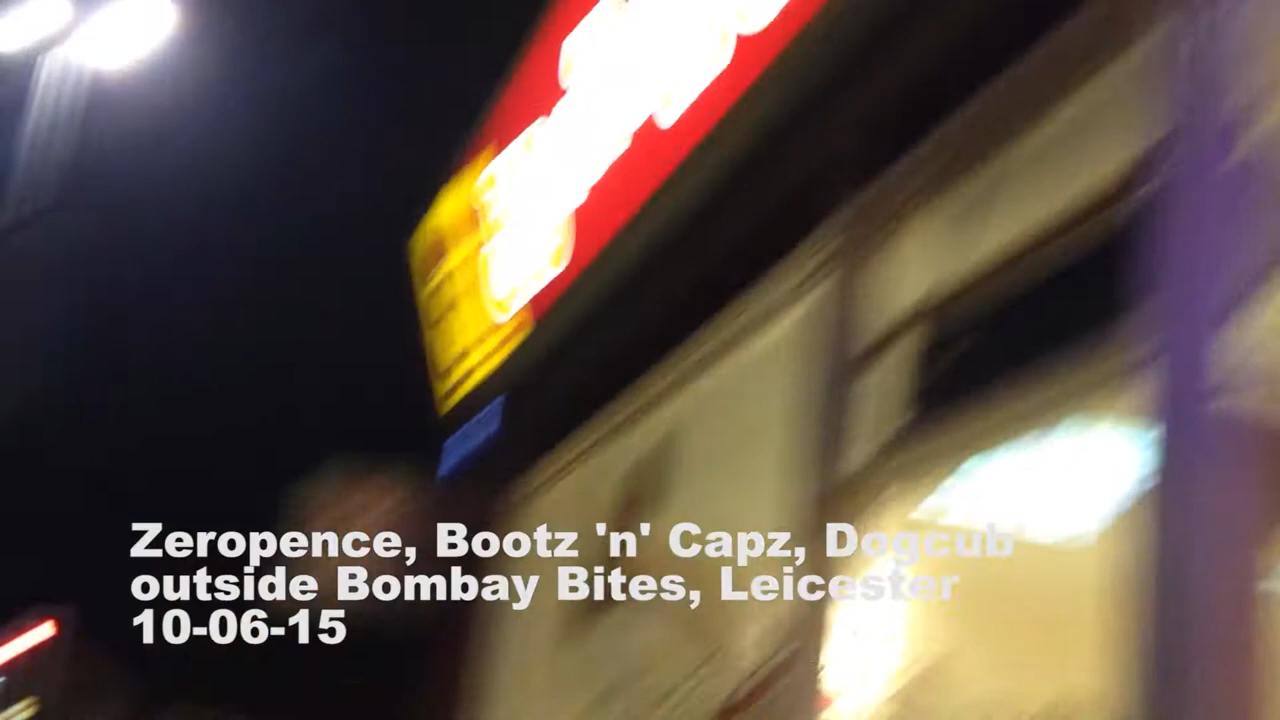 Zeropence, Bootz 'n' Capz, Dogcub
outside Bombay Bites, Leicester
10-06-15